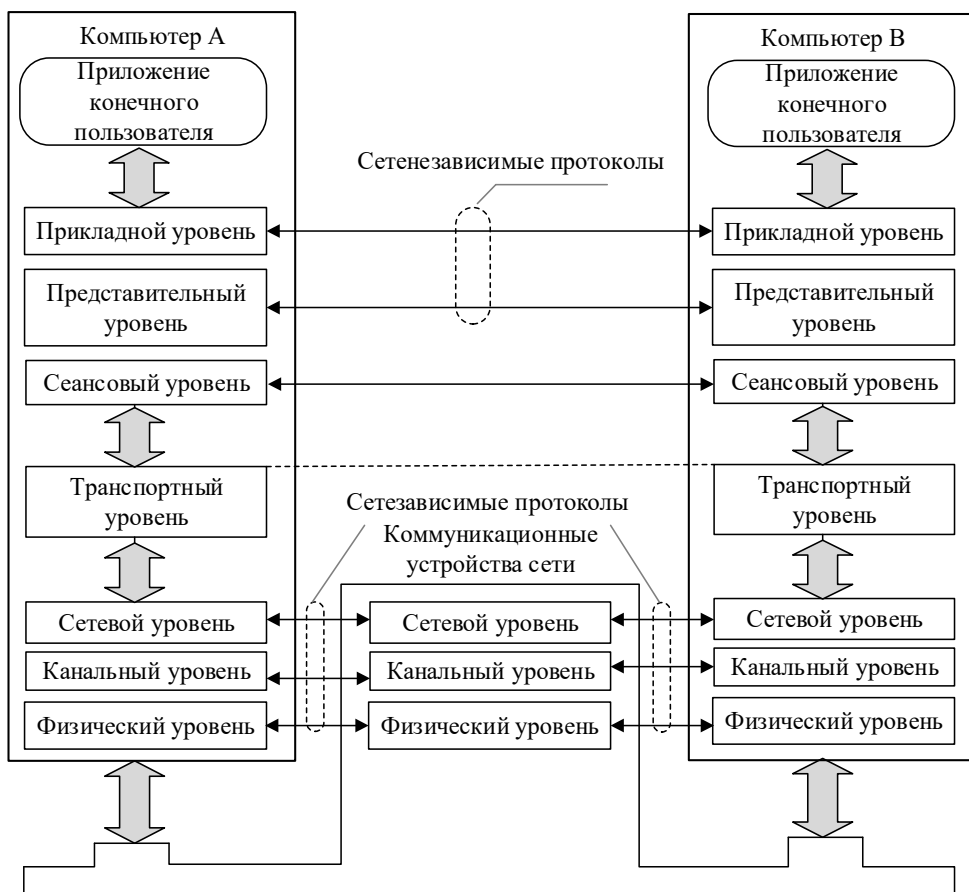 Компьютер А
Приложение
конечного
пользователя
Прикладной уровень
Представительный
уровень
Сеансовый уровень
Транспортный
уровень
Сетевой уровень
Канальный уровень
Физический уровень
Сетенезависимые протоколы
Сетезависимые протоколы
Коммуникационные
устройства сети
Сетевой уровень
Канальный уровень
Физический уровень
Компьютер В
Приложение
конечного
пользователя
Прикладной уровень
Представительный
уровень
Сеансовый уровень
Транспортный
уровень
Сетевой уровень
Канальный уровень
Физический уровень